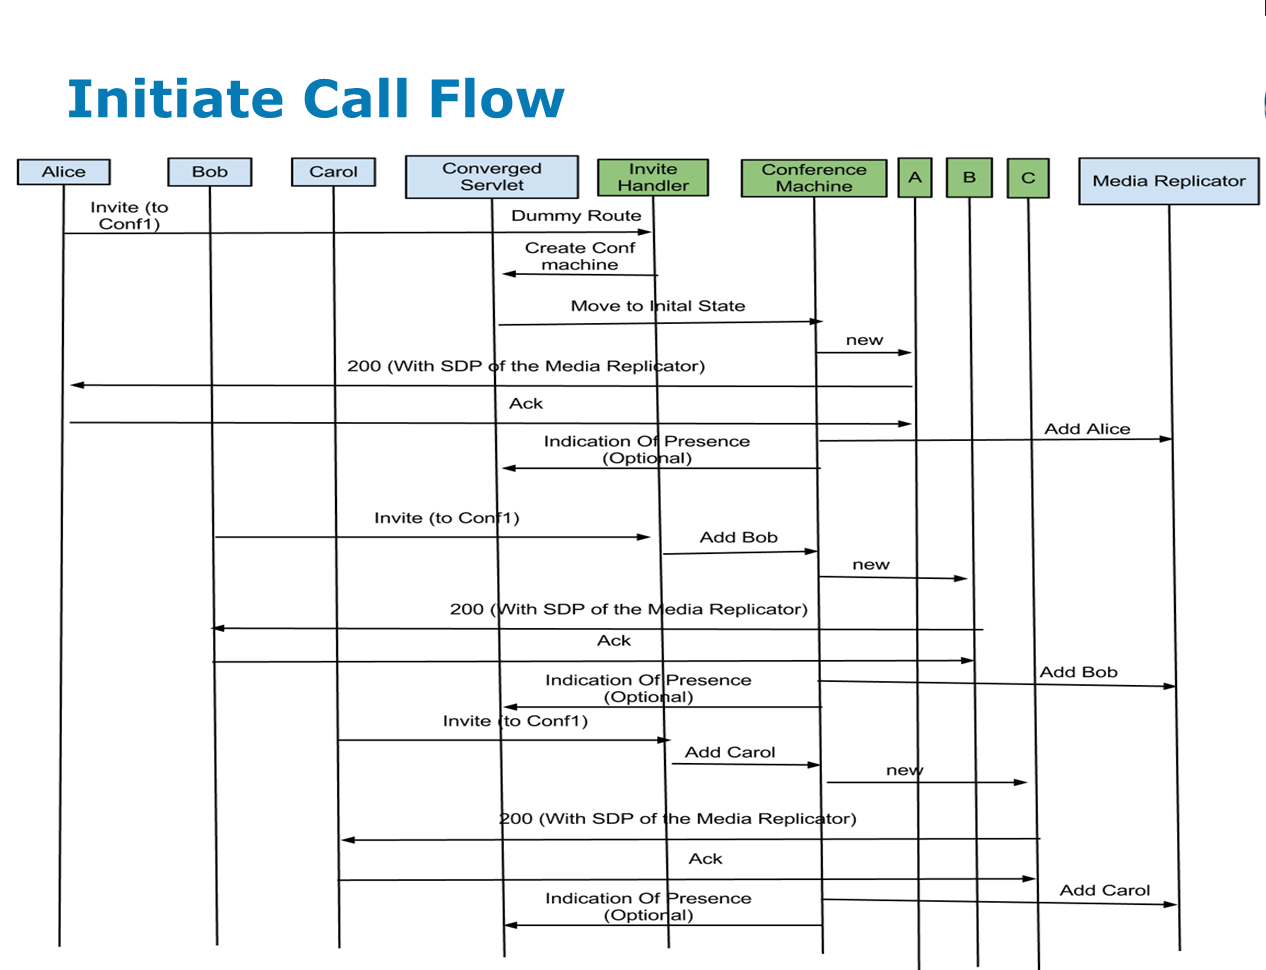 Initiate Call Flow
Alice
Bob
Carol
Converged
Servlet
Invite
Handler
Conference
Machine
A
B
C
Media Replicator
Invite (to
Conf1)
Dummy Route
Create Conf
machine
Move to Inital State
new
200 (With SDP of the Media Replicator)
Ack
Add Alice
Indication Of Presence
(Optional)
Invite (to Conf1)
Add Bob
new
200 (With SDP of the Media Replicator)
Ack
Add Bob
Indication Of Presence
(Optional)
Invite (to Conf1)
Add Carol
new
200 (With SDP of the Media Replicator)
Ack
Add Carol
Indication Of Presence
(Optional)